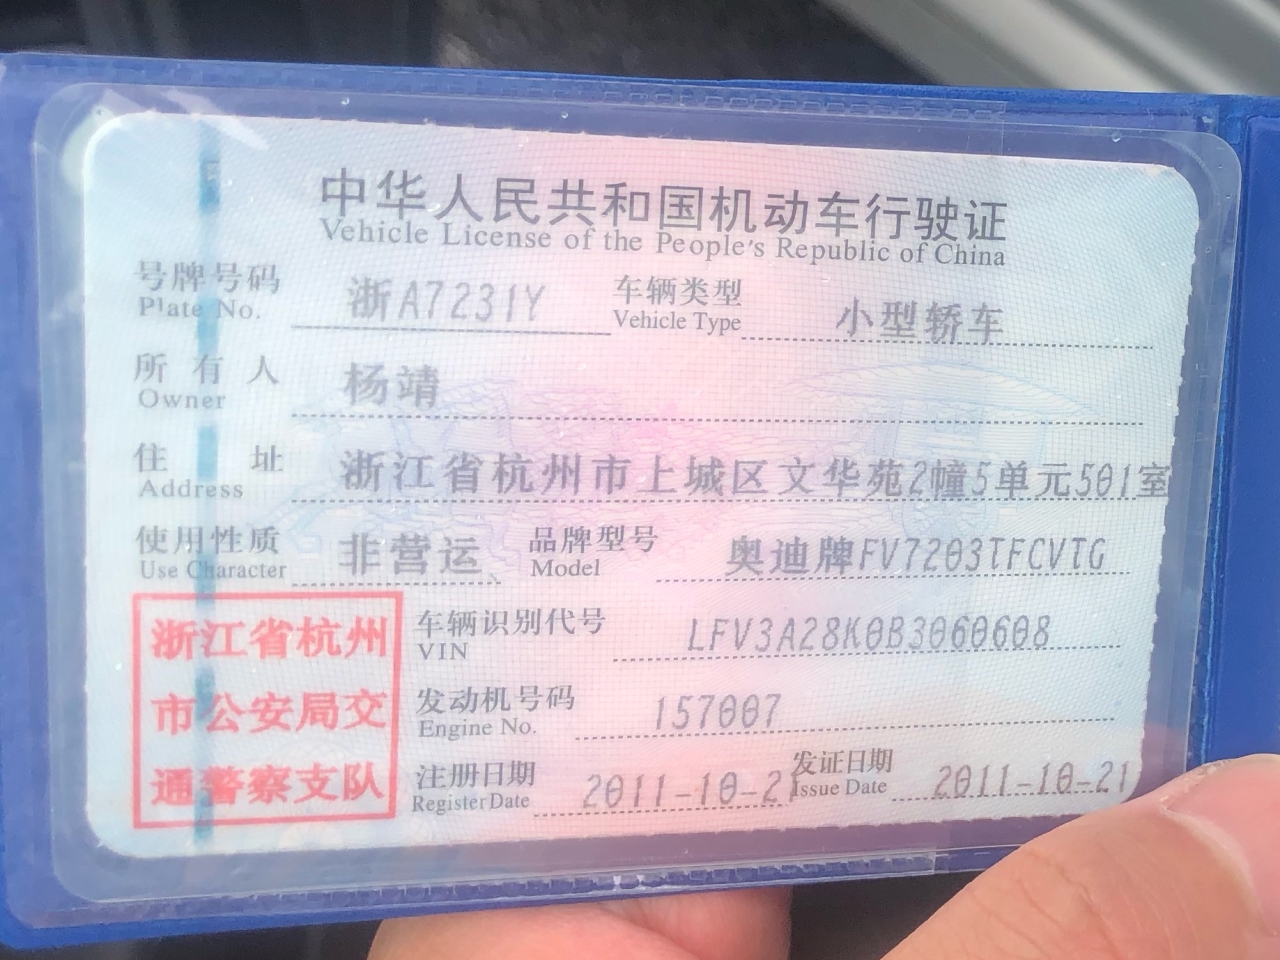 中华人民共和国机动车行驶证
Vehicle License of the People's Republic of China
号牌号码 浙A7231Y 车辆类型 小型轿车
Plate No. Vehicle Type
所有人 杨靖
Owner
住址 浙江省杭州市上城区文华苑2幢5单元501室
Address
使用性质 非营运 品牌型号 奥迪牌FV7203TFCVTG
Use Character Model
浙江省杭州
市公安局交
通警察支队
车辆识别代号 LFV3A28K0B3060608
VIN
发动机号码 157007
Engine No.
注册日期 2011-10-21 发证日期 2011-10-21
Register Date Issue Date